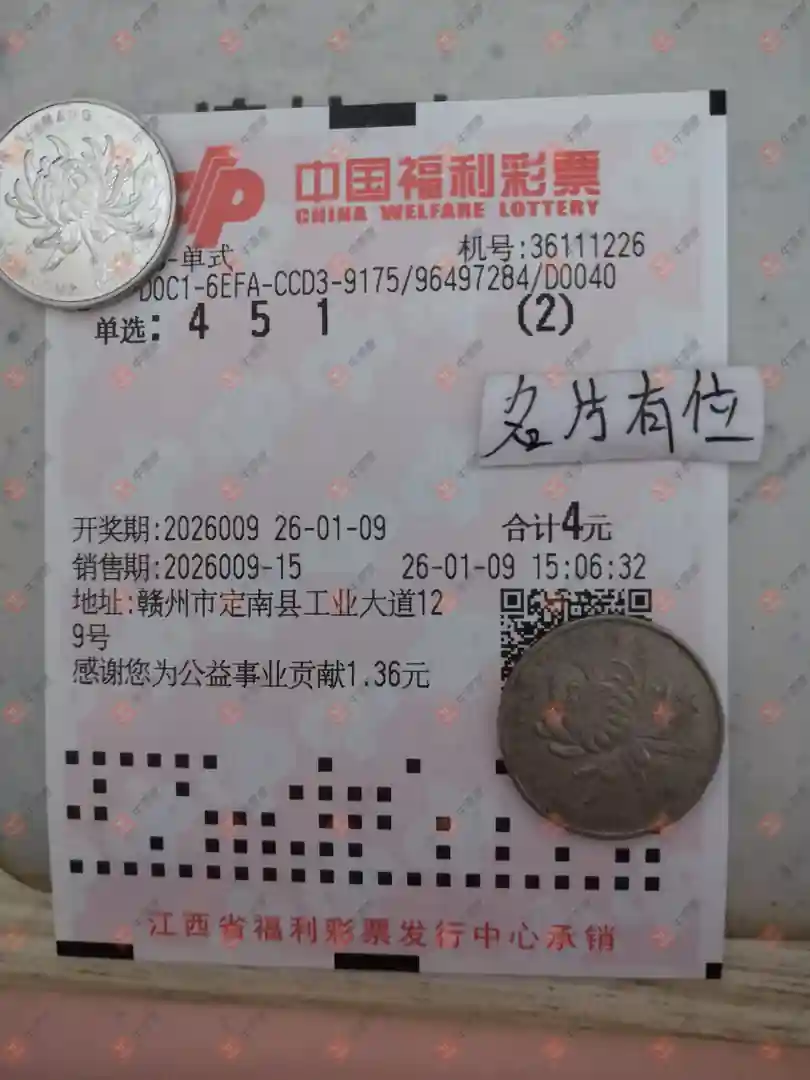 中国福利彩票
CHINA WELFARE LOTTERY
-单式 机号:36111226
D0C1-6EFA-CCD3-9175/96497284/D0040
单选: 4 5 1 (2)
名片有位
开奖期:2026009 26-01-09 合计4元
销售期:2026009-15 26-01-09 15:06:32
地址:赣州市定南县工业大道12
9号
感谢您为公益事业贡献1.36元
江西省福利彩票发行中心承销